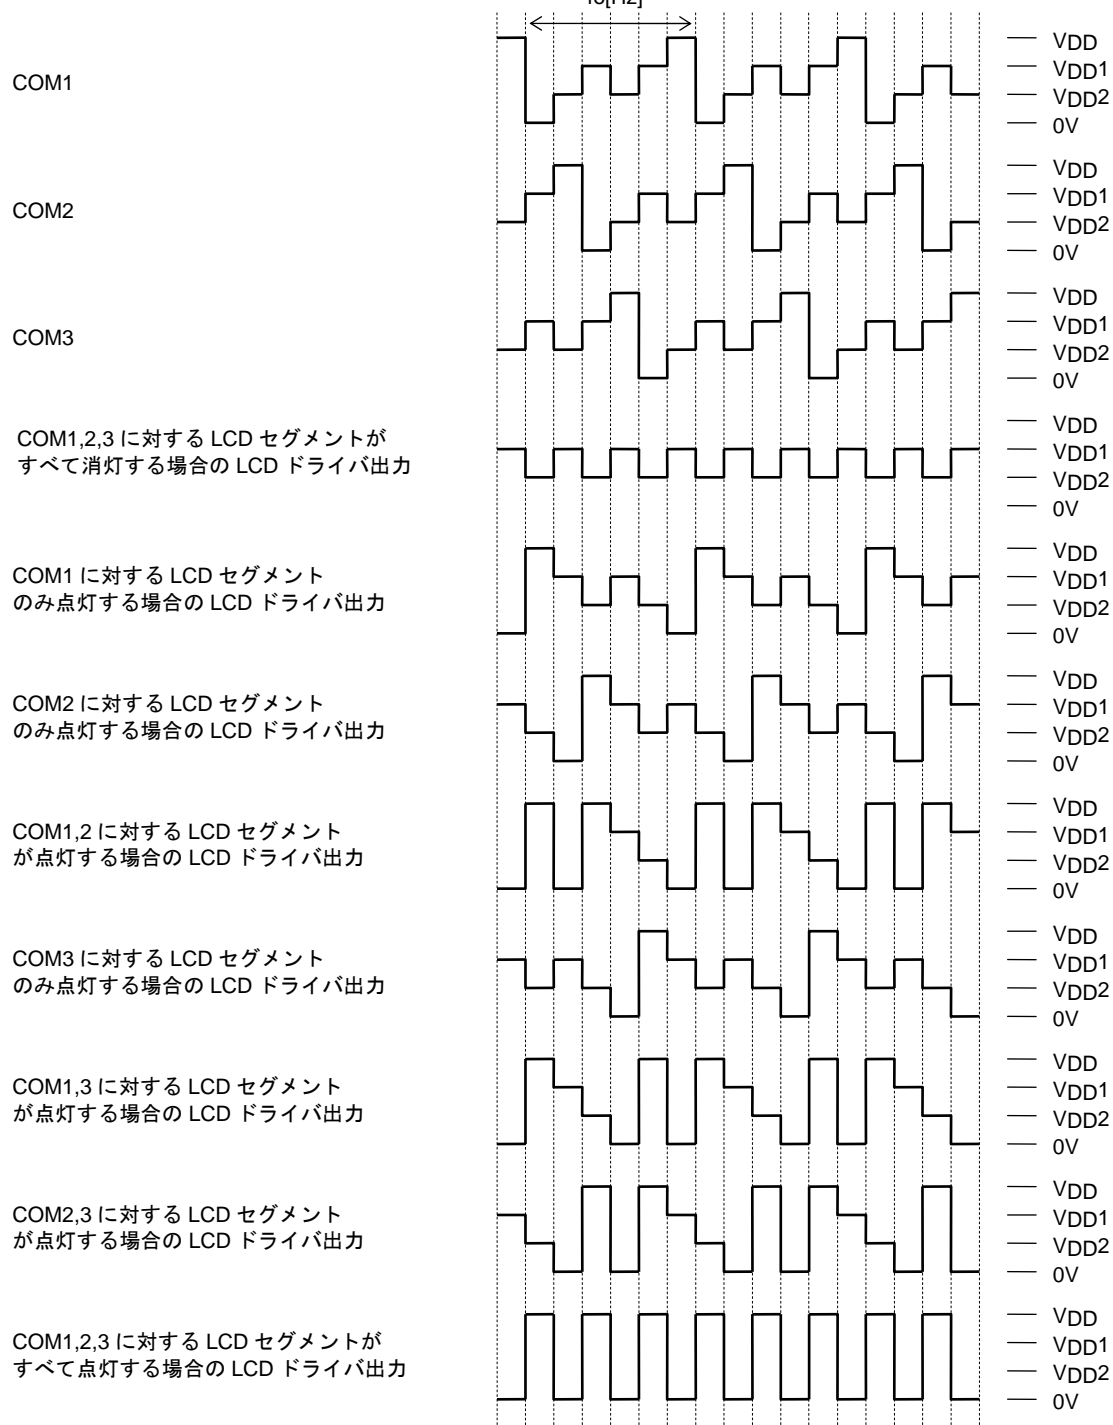 COM1
VDD
VDD1
VDD2
0V
COM2
VDD
VDD1
VDD2
0V
COM3
VDD
VDD1
VDD2
0V
COM1,2,3 に対する LCD セグメントが
すべて消灯する場合の LCD ドライバ出力
VDD
VDD1
VDD2
0V
COM1 に対する LCD セグメント
のみ点灯する場合の LCD ドライバ出力
VDD
VDD1
VDD2
0V
COM2 に対する LCD セグメント
のみ点灯する場合の LCD ドライバ出力
VDD
VDD1
VDD2
0V
COM1,2 に対する LCD セグメント
が点灯する場合の LCD ドライバ出力
VDD
VDD1
VDD2
0V
COM3 に対する LCD セグメント
のみ点灯する場合の LCD ドライバ出力
VDD
VDD1
VDD2
0V
COM1,3 に対する LCD セグメント
が点灯する場合の LCD ドライバ出力
VDD
VDD1
VDD2
0V
COM2,3 に対する LCD セグメント
が点灯する場合の LCD ドライバ出力
VDD
VDD1
VDD2
0V
COM1,2,3 に対する LCD セグメントが
すべて点灯する場合の LCD ドライバ出力
VDD
VDD1
VDD2
0V